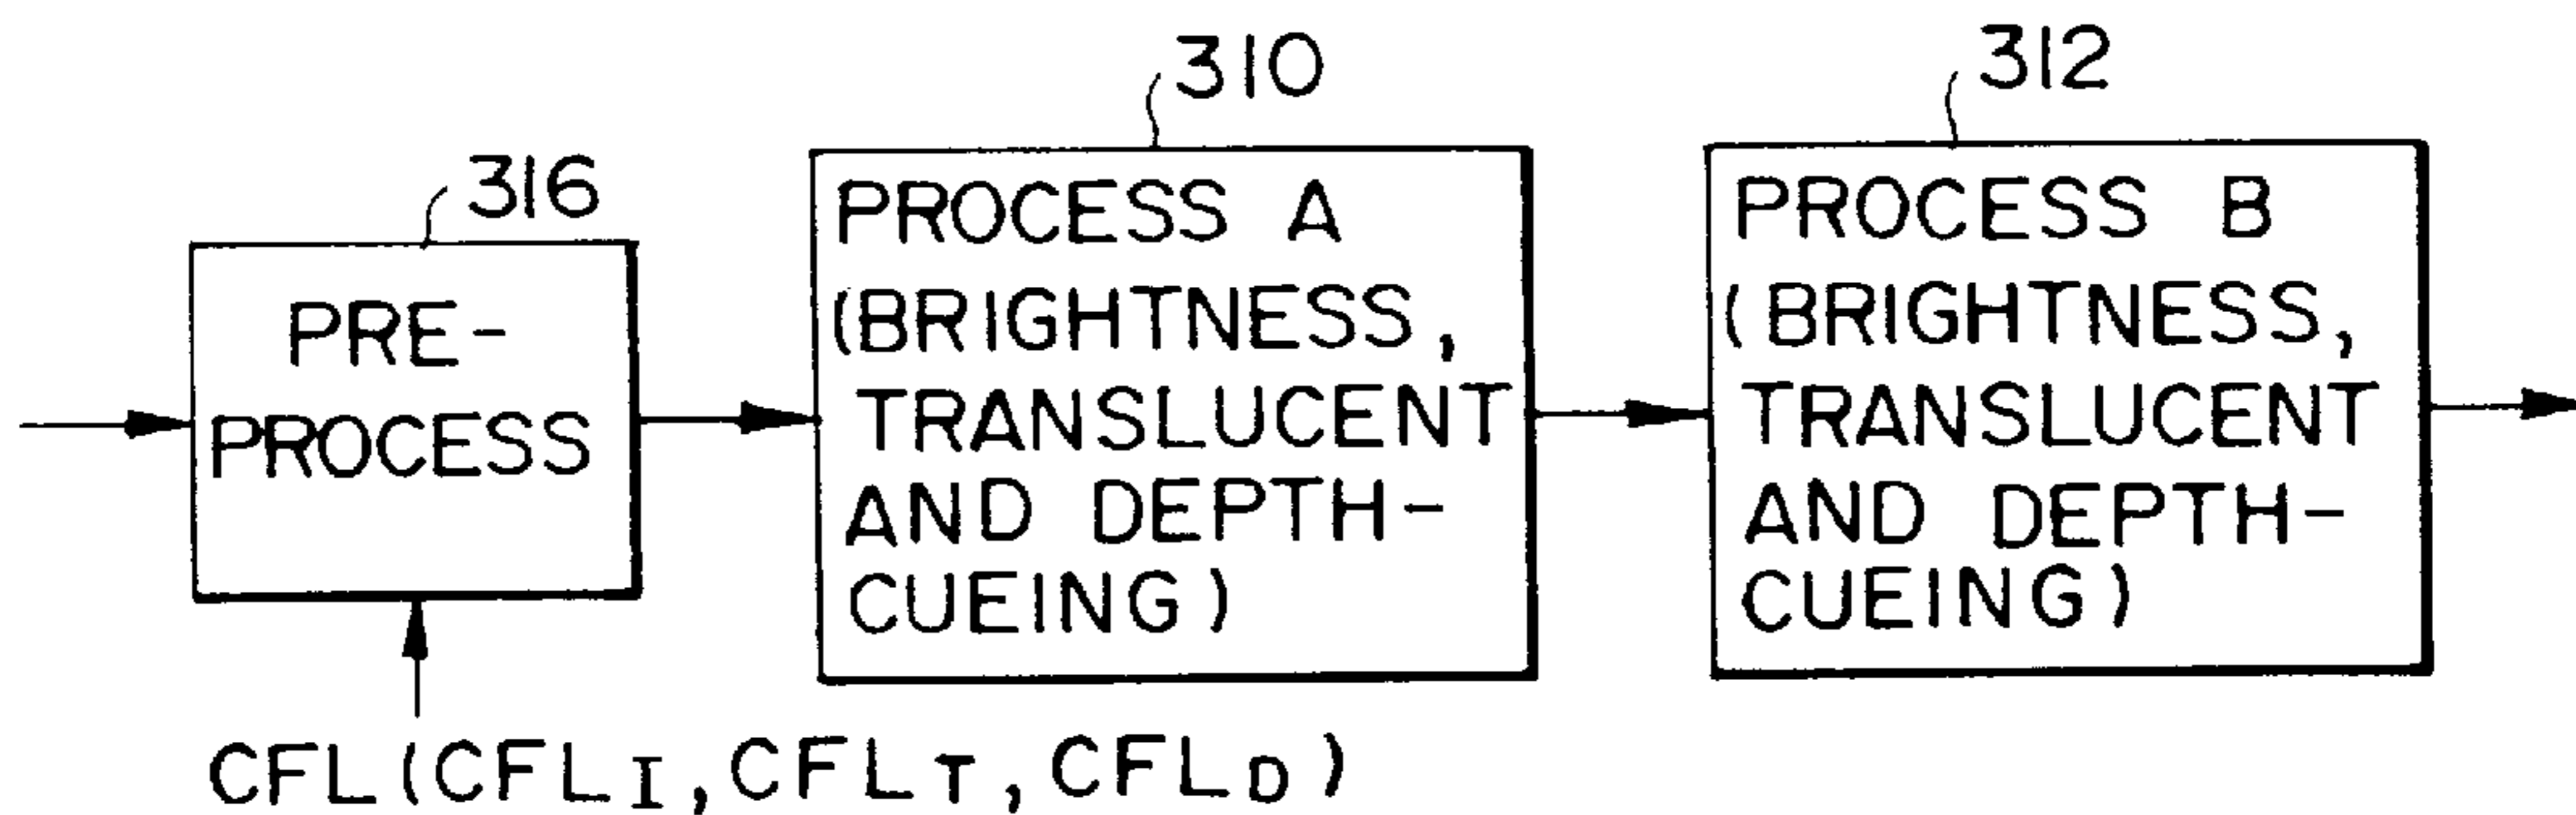 316
PRE-
PROCESS
310
PROCESS A
(BRIGHTNESS,
TRANSLUCENT
AND DEPTH-
CUEING)
312
PROCESS B
(BRIGHTNESS,
TRANSLUCENT
AND DEPTH-
CUEING)
CFL(CFLI,CFLT,CFLD)